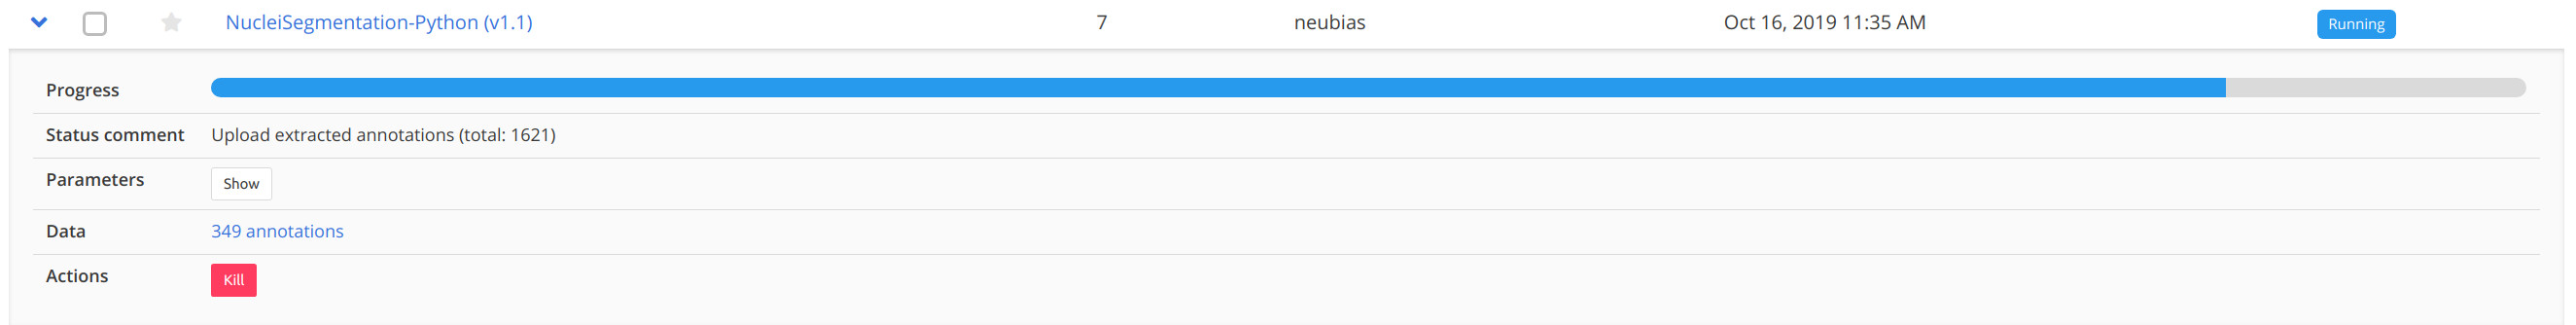 NucleiSegmentation-Python (v1.1) 7 neubias Oct 16, 2019 11:35 AM Running
Progress
Status comment Upload extracted annotations (total: 1621)
Parameters Show
Data 349 annotations
Actions Kill